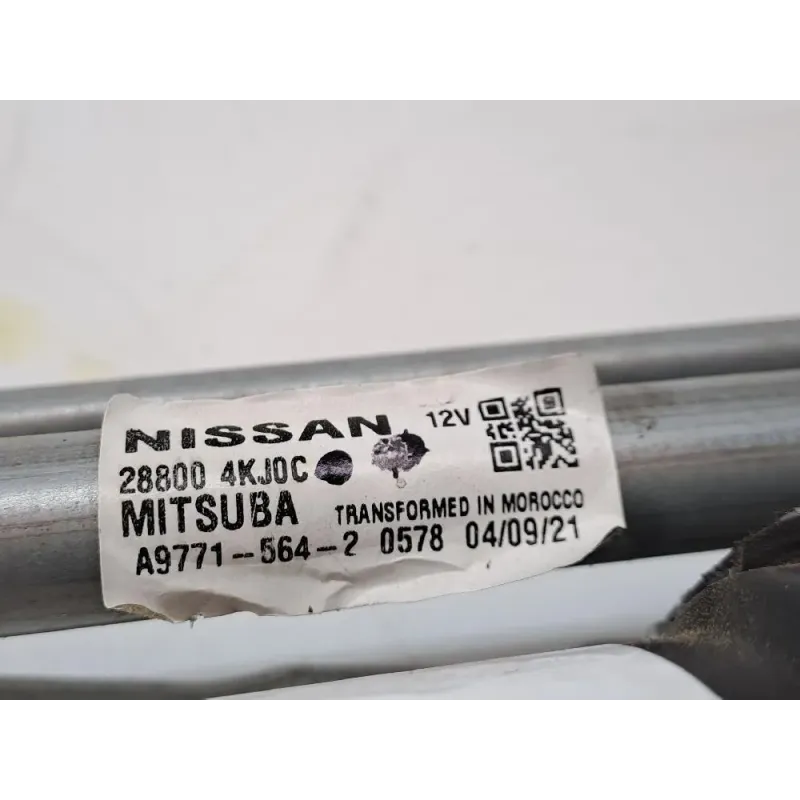 NISSAN 12V
28800 4KJ0C
MITSUBA TRANSFORMED IN MOROCCO
A9771-564-2 0578 04/09/21